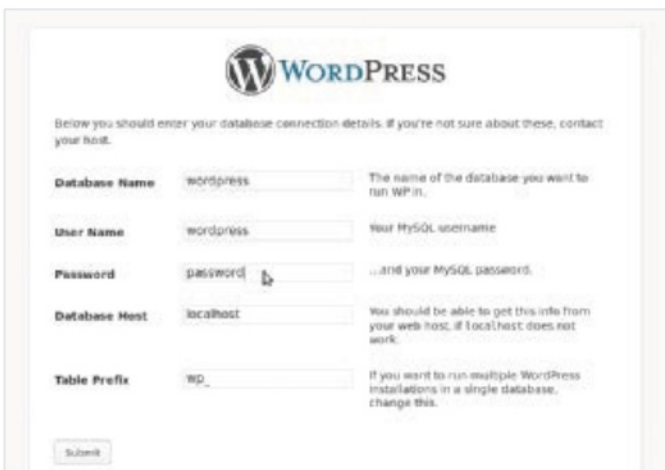 WORDPRESS
Below you should enter your database connection details. If you're not sure about these, contact
your host.
Database Name
wordpress
The name of the database you want to
run WP in.
User Name
wordpress
Your MySQL username
Password
password
...and your MySQL password.
Database Host
localhost
You should be able to get this info from
your web host, if localhost does not
work.
Table Prefix
wp_
If you want to run multiple WordPress
installations in a single database,
change this.
Submit